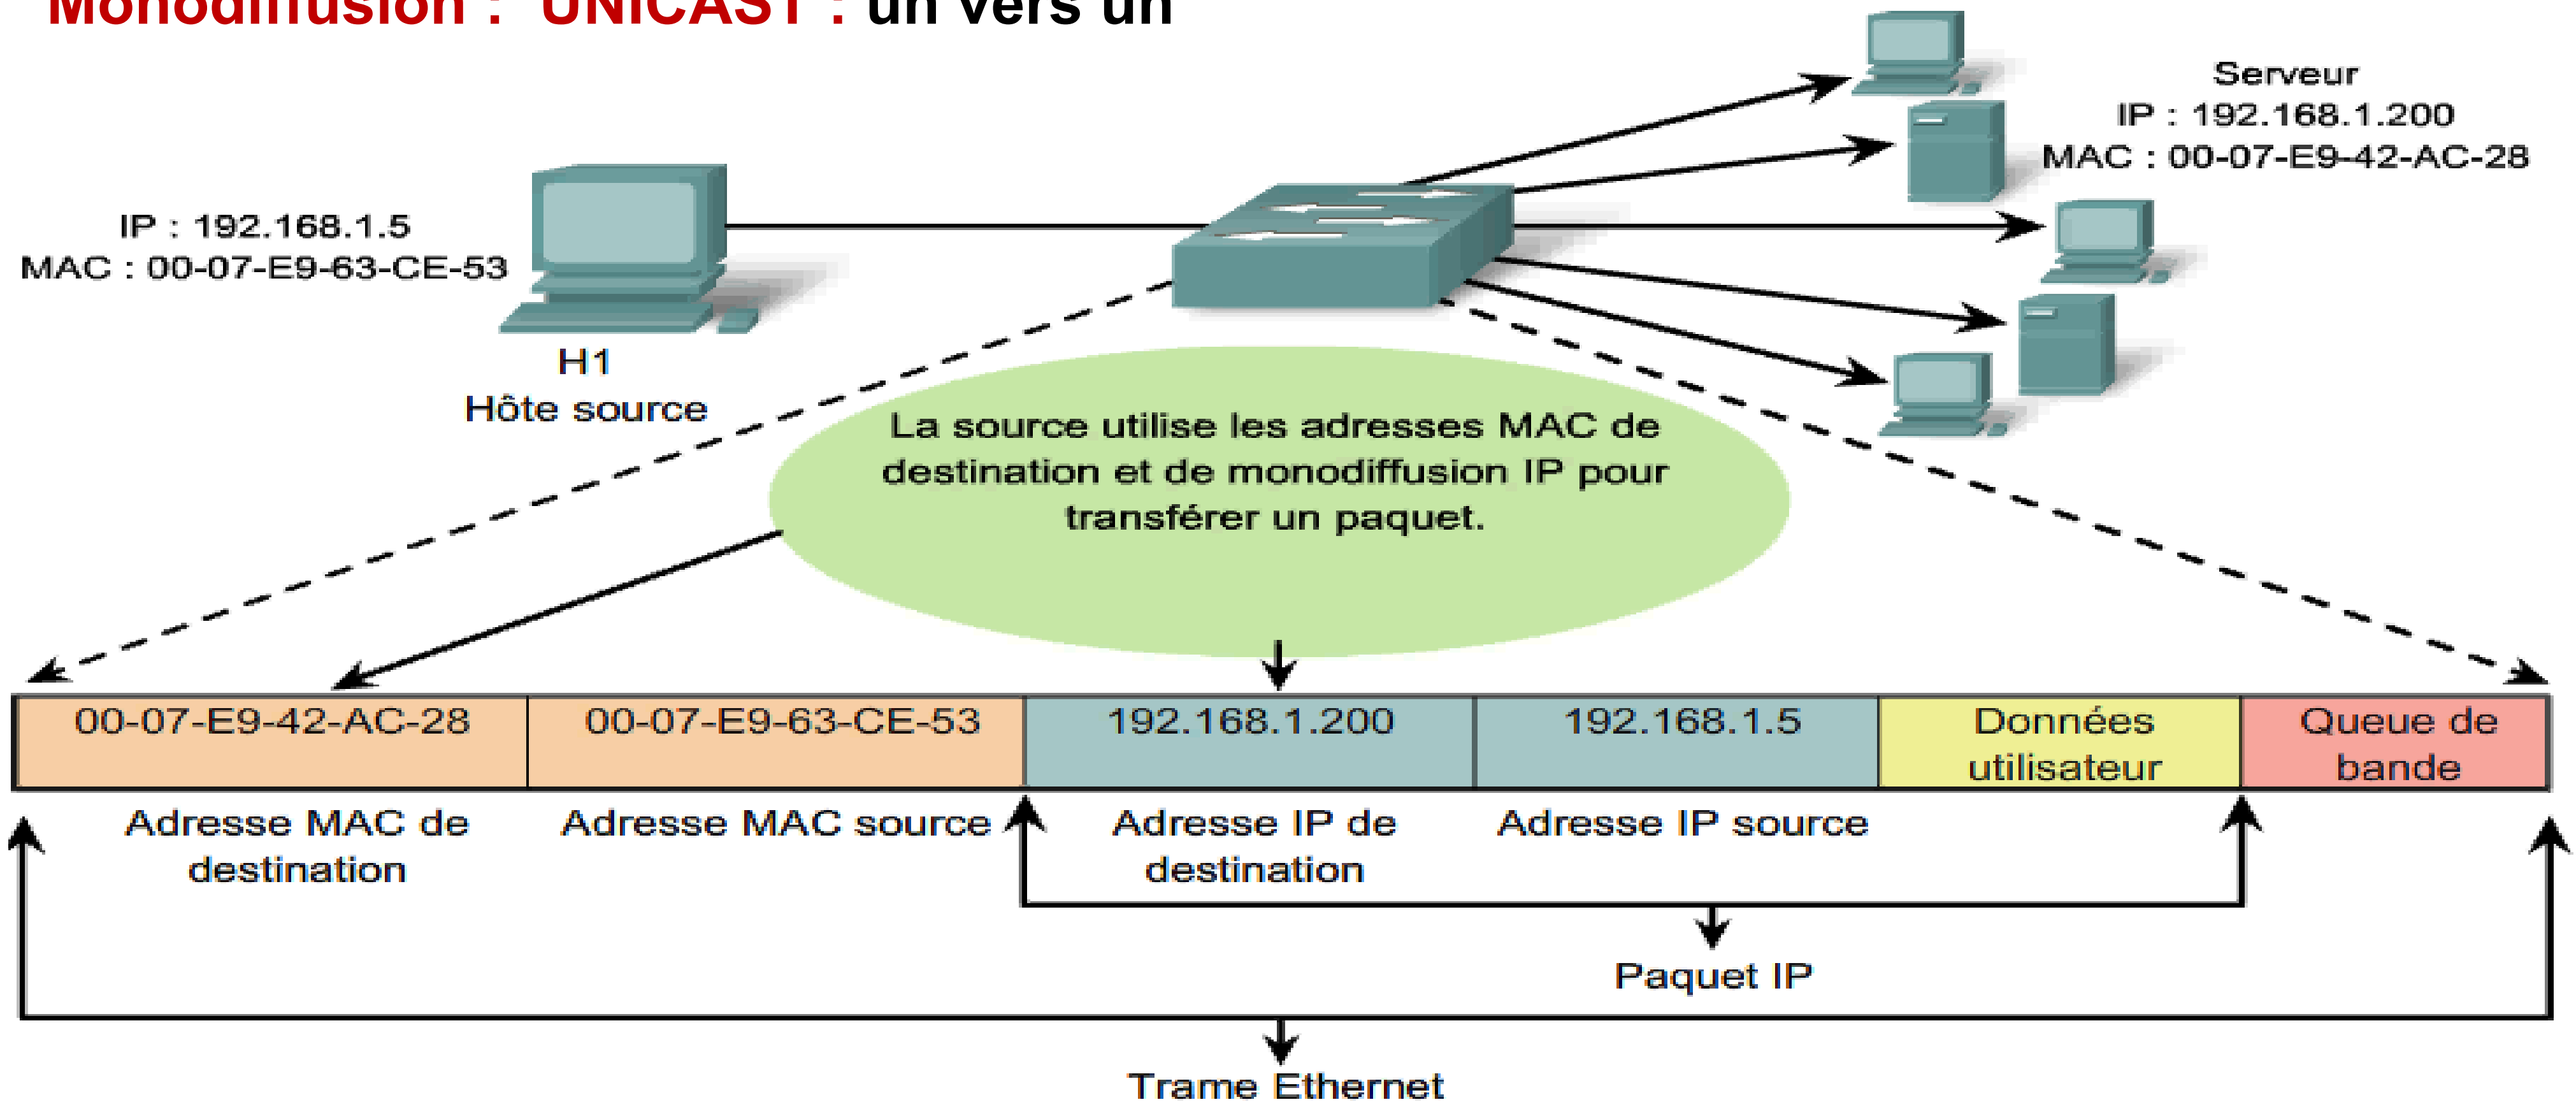 Monodiffusion : UNICAST : un vers un
Serveur
IP : 192.168.1.200
MAC : 00-07-E9-42-AC-28
IP : 192.168.1.5
MAC : 00-07-E9-63-CE-53
H1
Hôte source
La source utilise les adresses MAC de
destination et de monodiffusion IP pour
transférer un paquet.
00-07-E9-42-AC-28
00-07-E9-63-CE-53
192.168.1.200
192.168.1.5
Données
utilisateur
Queue de
bande
Adresse MAC de
destination
Adresse MAC source
Adresse IP de
destination
Adresse IP source
Paquet IP
Trame Ethernet